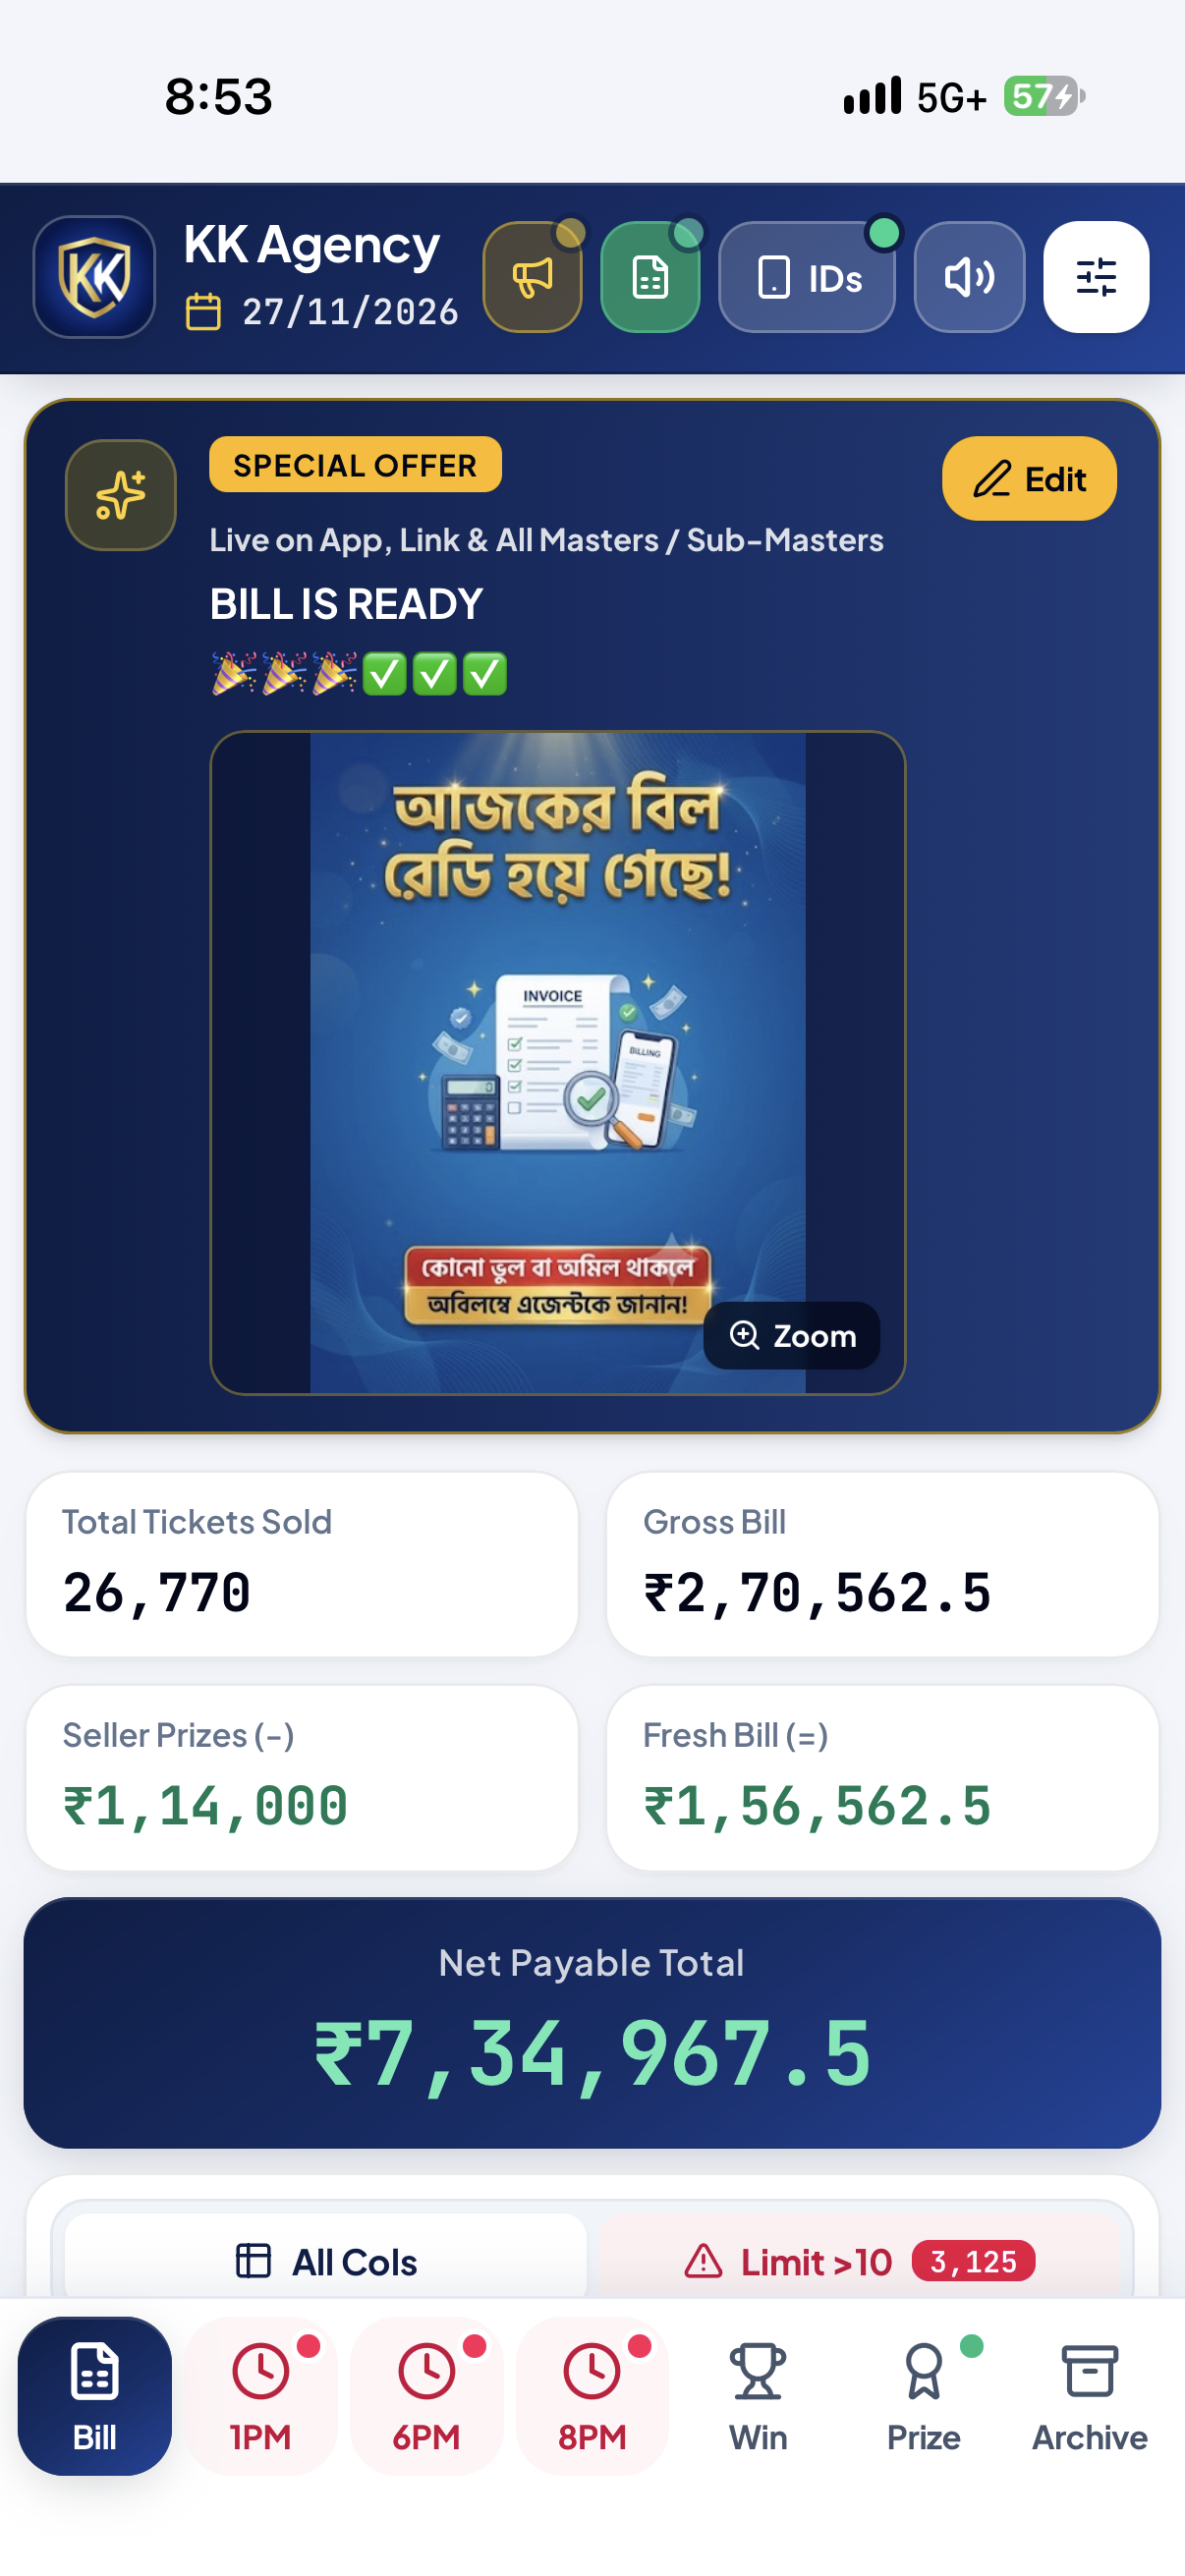 8:53
5G+
57
KK
KK Agency
27/11/2026
IDs
SPECIAL OFFER
Edit
Live on App, Link & All Masters / Sub-Masters
BILL IS READY
🎉🎉🎉✅✅✅
আজকের বিল
রেডি হয়ে গেছে!
INVOICE
BILLING
কোনো ভুল বা অমিল থাকলে
অবিলম্বে এজেন্টকে জানান!
Zoom
Total Tickets Sold
26,770
Gross Bill
₹2,70,562.5
Seller Prizes (-)
₹1,14,000
Fresh Bill (=)
₹1,56,562.5
Net Payable Total
₹7,34,967.5
All Cols
Limit >10
3,125
Bill
1PM
6PM
8PM
Win
Prize
Archive